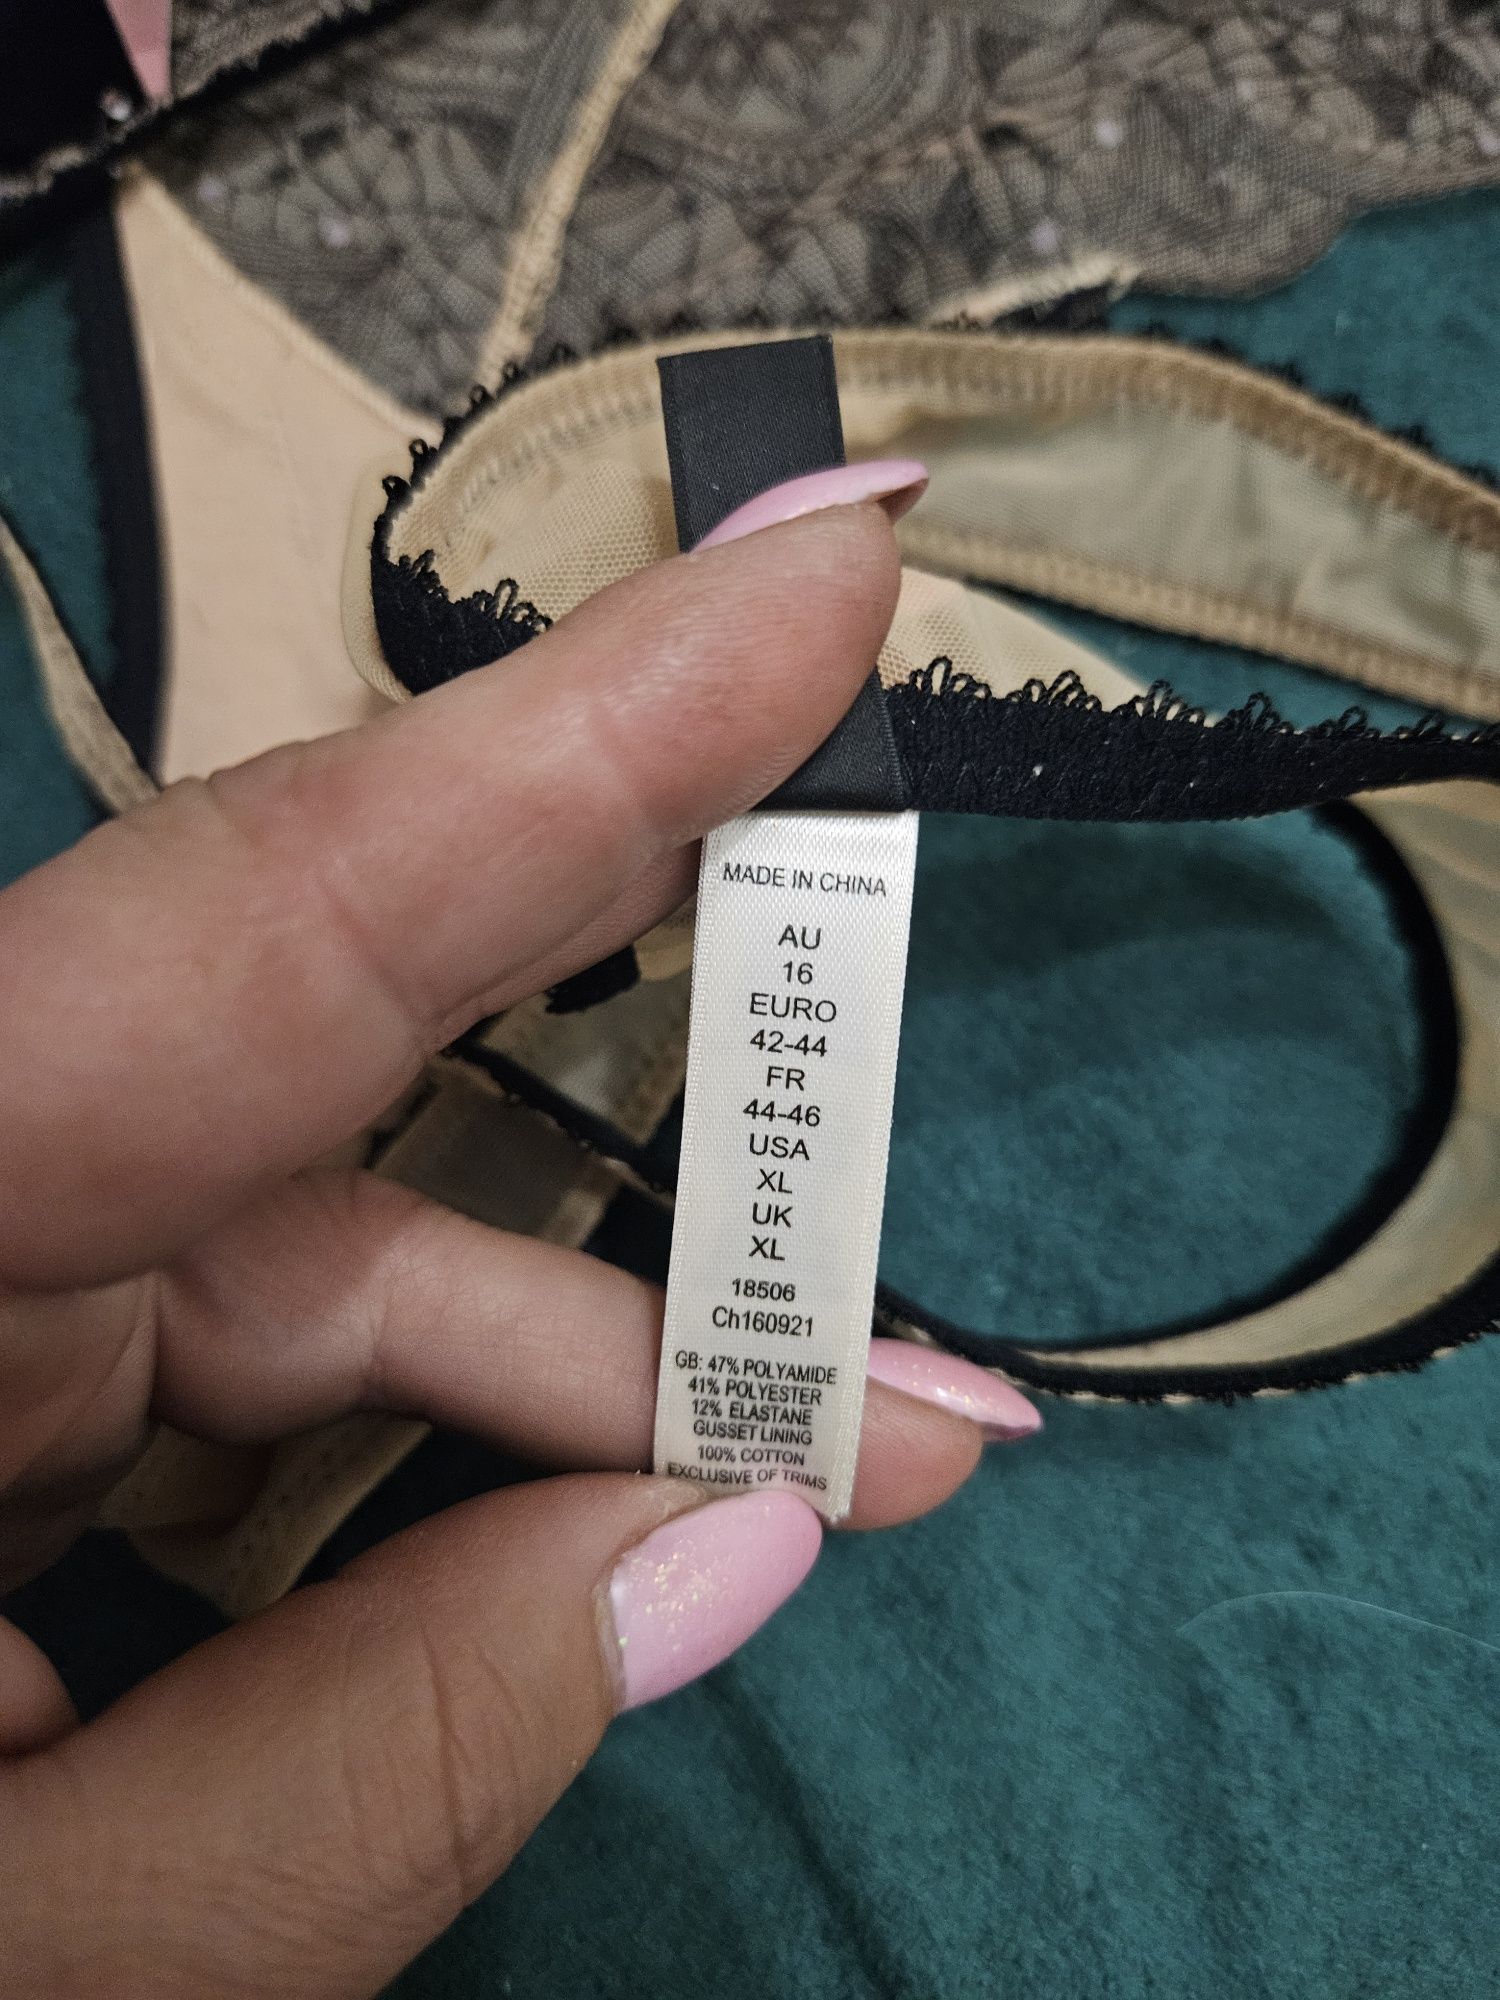 MADE IN CHINA
AU
16
EURO
42-44
FR
44-46
USA
XL
UK
XL
18506
Ch160921
GB: 47% POLYAMIDE
41% POLYESTER
12% ELASTANE
GUSSET LINING
100% COTTON
EXCLUSIVE OF TRIMS